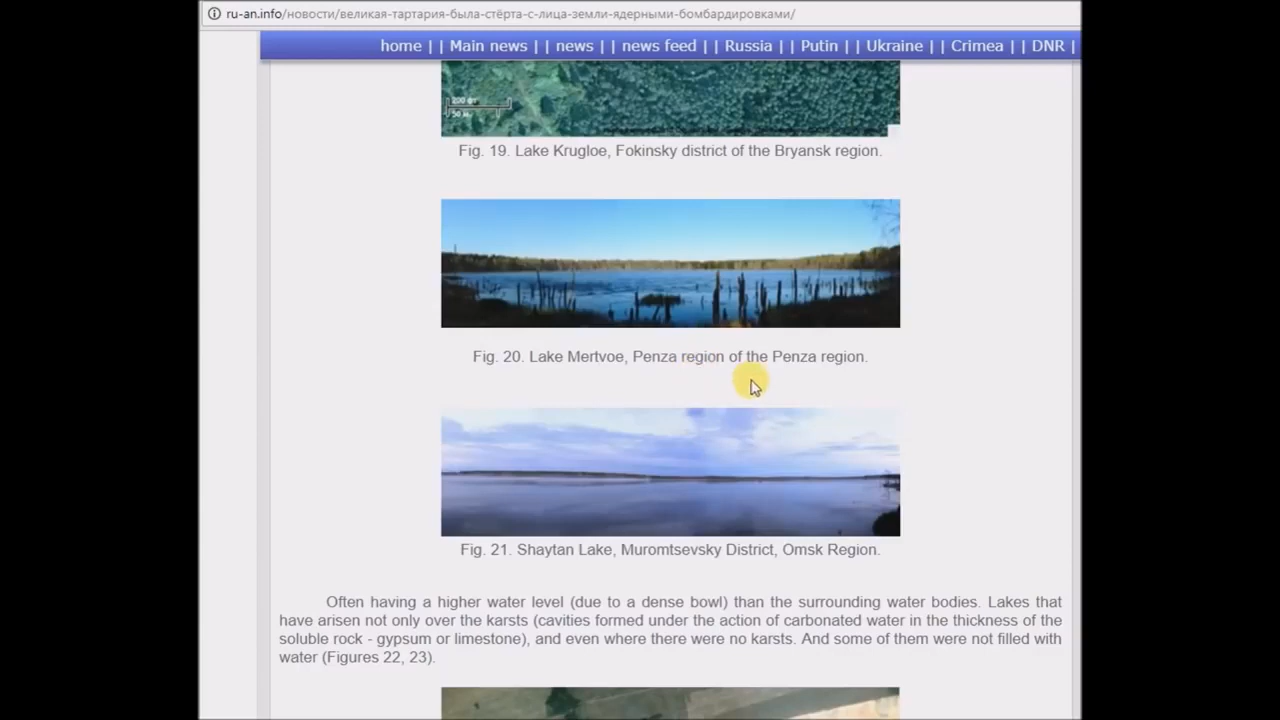 ru-an.info/новости/великая-тартария-была-стёрта-с-лица-земли-ядерными-бомбардировками/
home | | Main news | | news | | news feed | | Russia | | Putin | | Ukraine | | Crimea | | DNR |
200 фт
50 м
Fig. 19. Lake Krugloe, Fokinsky district of the Bryansk region.
Fig. 20. Lake Mertvoe, Penza region of the Penza region.
Fig. 21. Shaytan Lake, Muromtsevsky District, Omsk Region.
Often having a higher water level (due to a dense bowl) than the surrounding water bodies. Lakes that
have arisen not only over the karsts (cavities formed under the action of carbonated water in the thickness of the
soluble rock - gypsum or limestone), and even where there were no karsts. And some of them were not filled with
water (Figures 22, 23).